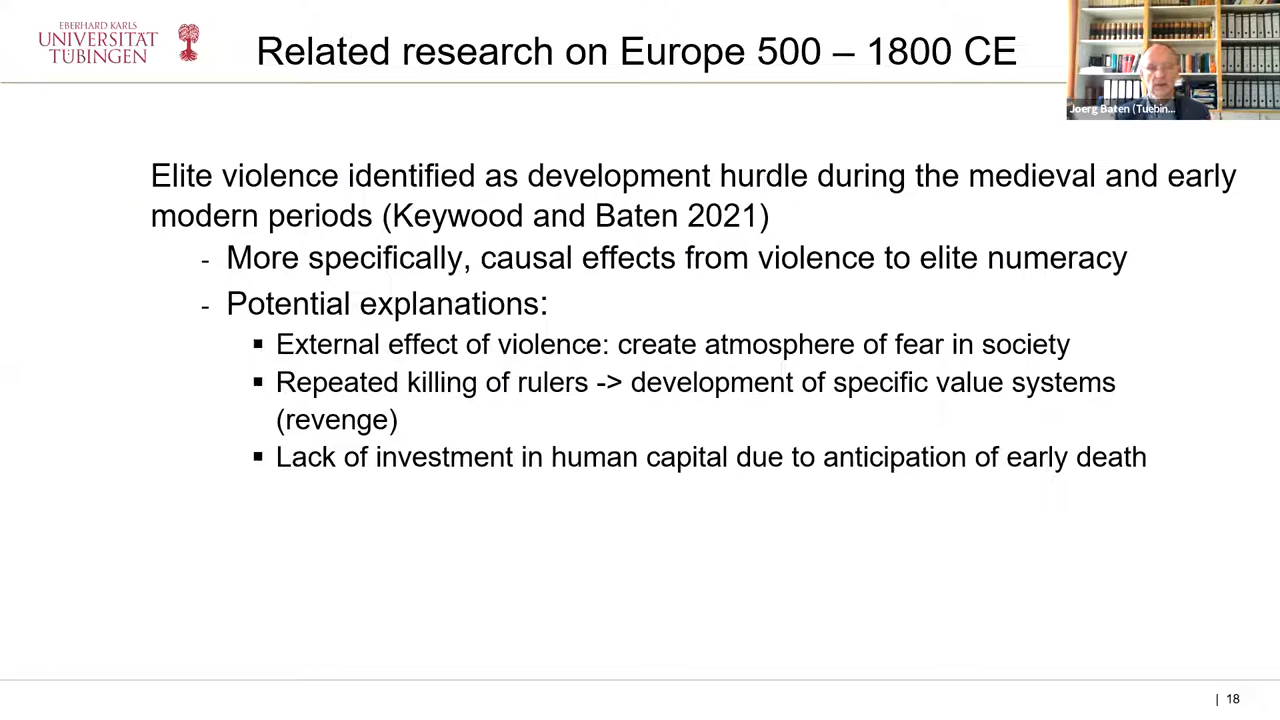 EBERHARD KARLS
UNIVERSITÄT
TÜBINGEN
Related research on Europe 500 – 1800 CE
Joerg Baten (Tuebin...
Elite violence identified as development hurdle during the medieval and early
modern periods (Keywood and Baten 2021)
- More specifically, causal effects from violence to elite numeracy
- Potential explanations:
▪ External effect of violence: create atmosphere of fear in society
▪ Repeated killing of rulers -> development of specific value systems
(revenge)
▪ Lack of investment in human capital due to anticipation of early death
| 18